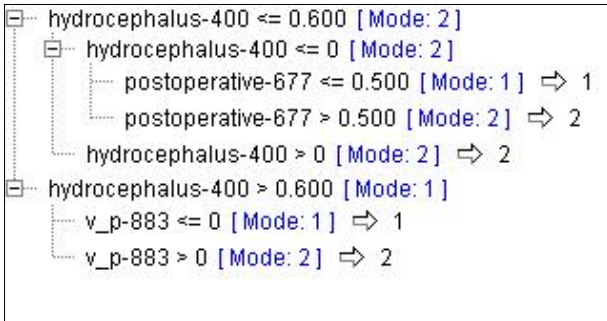 hydrocephalus-400 <= 0.600 [Mode: 2]
hydrocephalus-400 <= 0 [Mode: 2]
postoperative-677 <= 0.500 [Mode: 1] ⇨ 1
postoperative-677 > 0.500 [Mode: 2] ⇨ 2
hydrocephalus-400 > 0 [Mode: 2] ⇨ 2
hydrocephalus-400 > 0.600 [Mode: 1]
v_p-883 <= 0 [Mode: 1] ⇨ 1
v_p-883 > 0 [Mode: 2] ⇨ 2